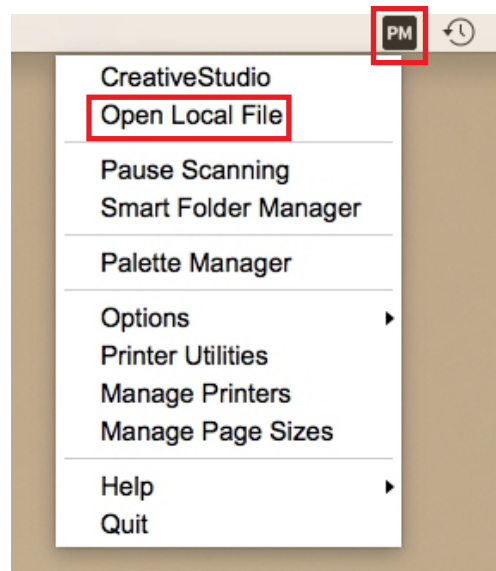 PM
CreativeStudio
Open Local File
Pause Scanning
Smart Folder Manager
Palette Manager
Options
Printer Utilities
Manage Printers
Manage Page Sizes
Help
Quit